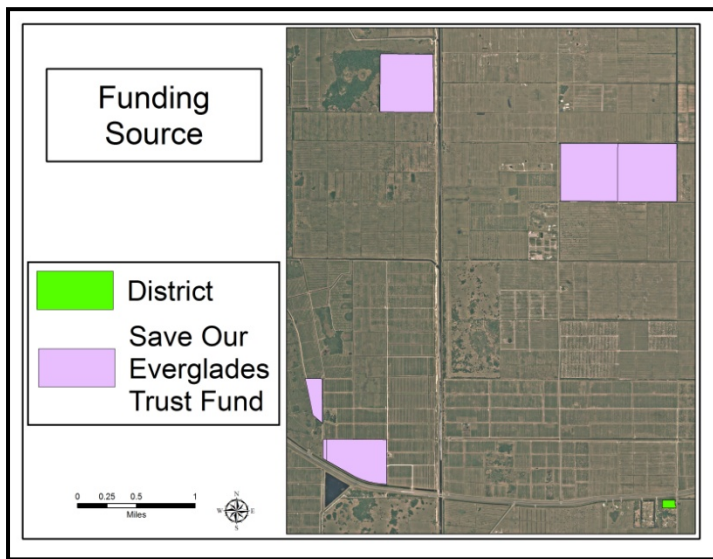 Funding
Source
District
Save Our
Everglades
Trust Fund
0 0.25 0.5 1
Miles
N
W E
S